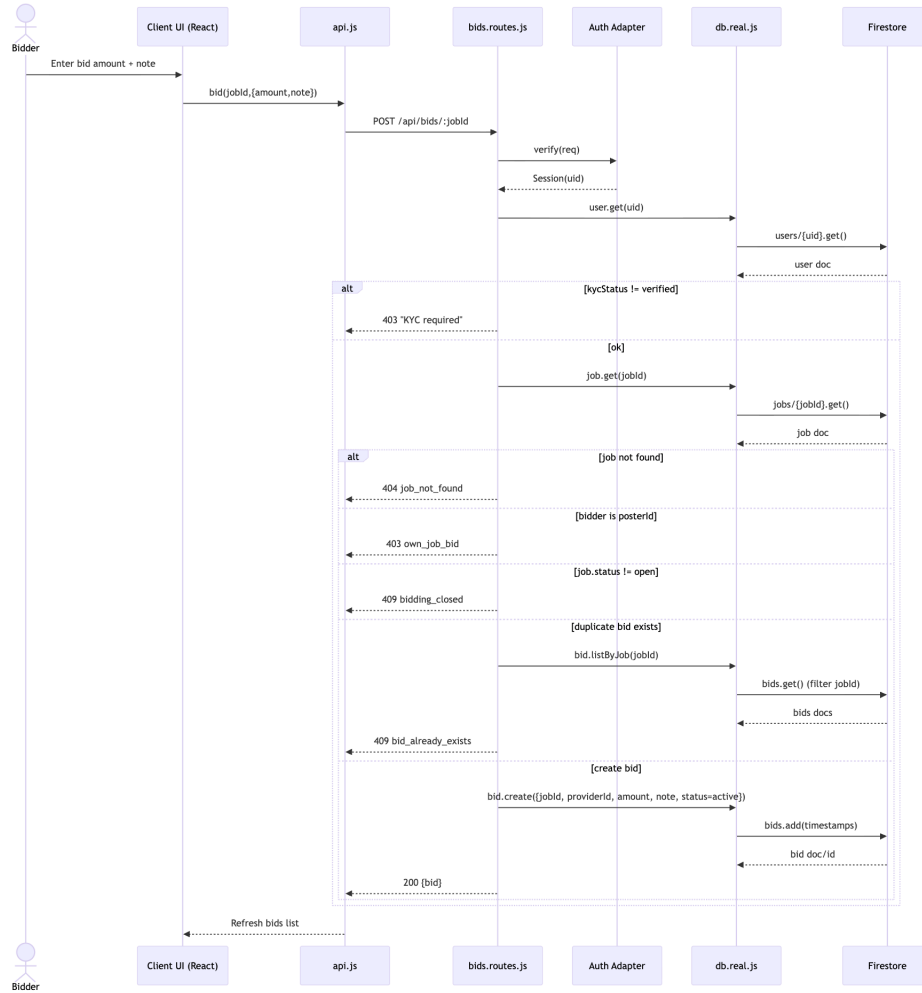 Client UI (React)
api.js
bids.routes.js
Auth Adapter
db.real.js
Firestore
Bidder
Enter bid amount + note
bid(jobId,{amount,note})
POST /api/bids/:jobId
verify(req)
Session(uid)
user.get(uid)
users/{uid}.get()
user doc
alt
[kycStatus != verified]
403 "KYC required"
[ok]
job.get(jobId)
jobs/{jobId}.get()
job doc
alt
[job not found]
404 job_not_found
[bidder is posterId]
403 own_job_bid
[job.status != open]
409 bidding_closed
[duplicate bid exists]
bid.listByJob(jobId)
bids.get() (filter jobId)
bids docs
409 bid_already_exists
[create bid]
bid.create({jobId, providerId, amount, note, status=active})
bids.add(timestamps)
bid doc/id
200 {bid}
Refresh bids list
Client UI (React)
api.js
bids.routes.js
Auth Adapter
db.real.js
Firestore
Bidder